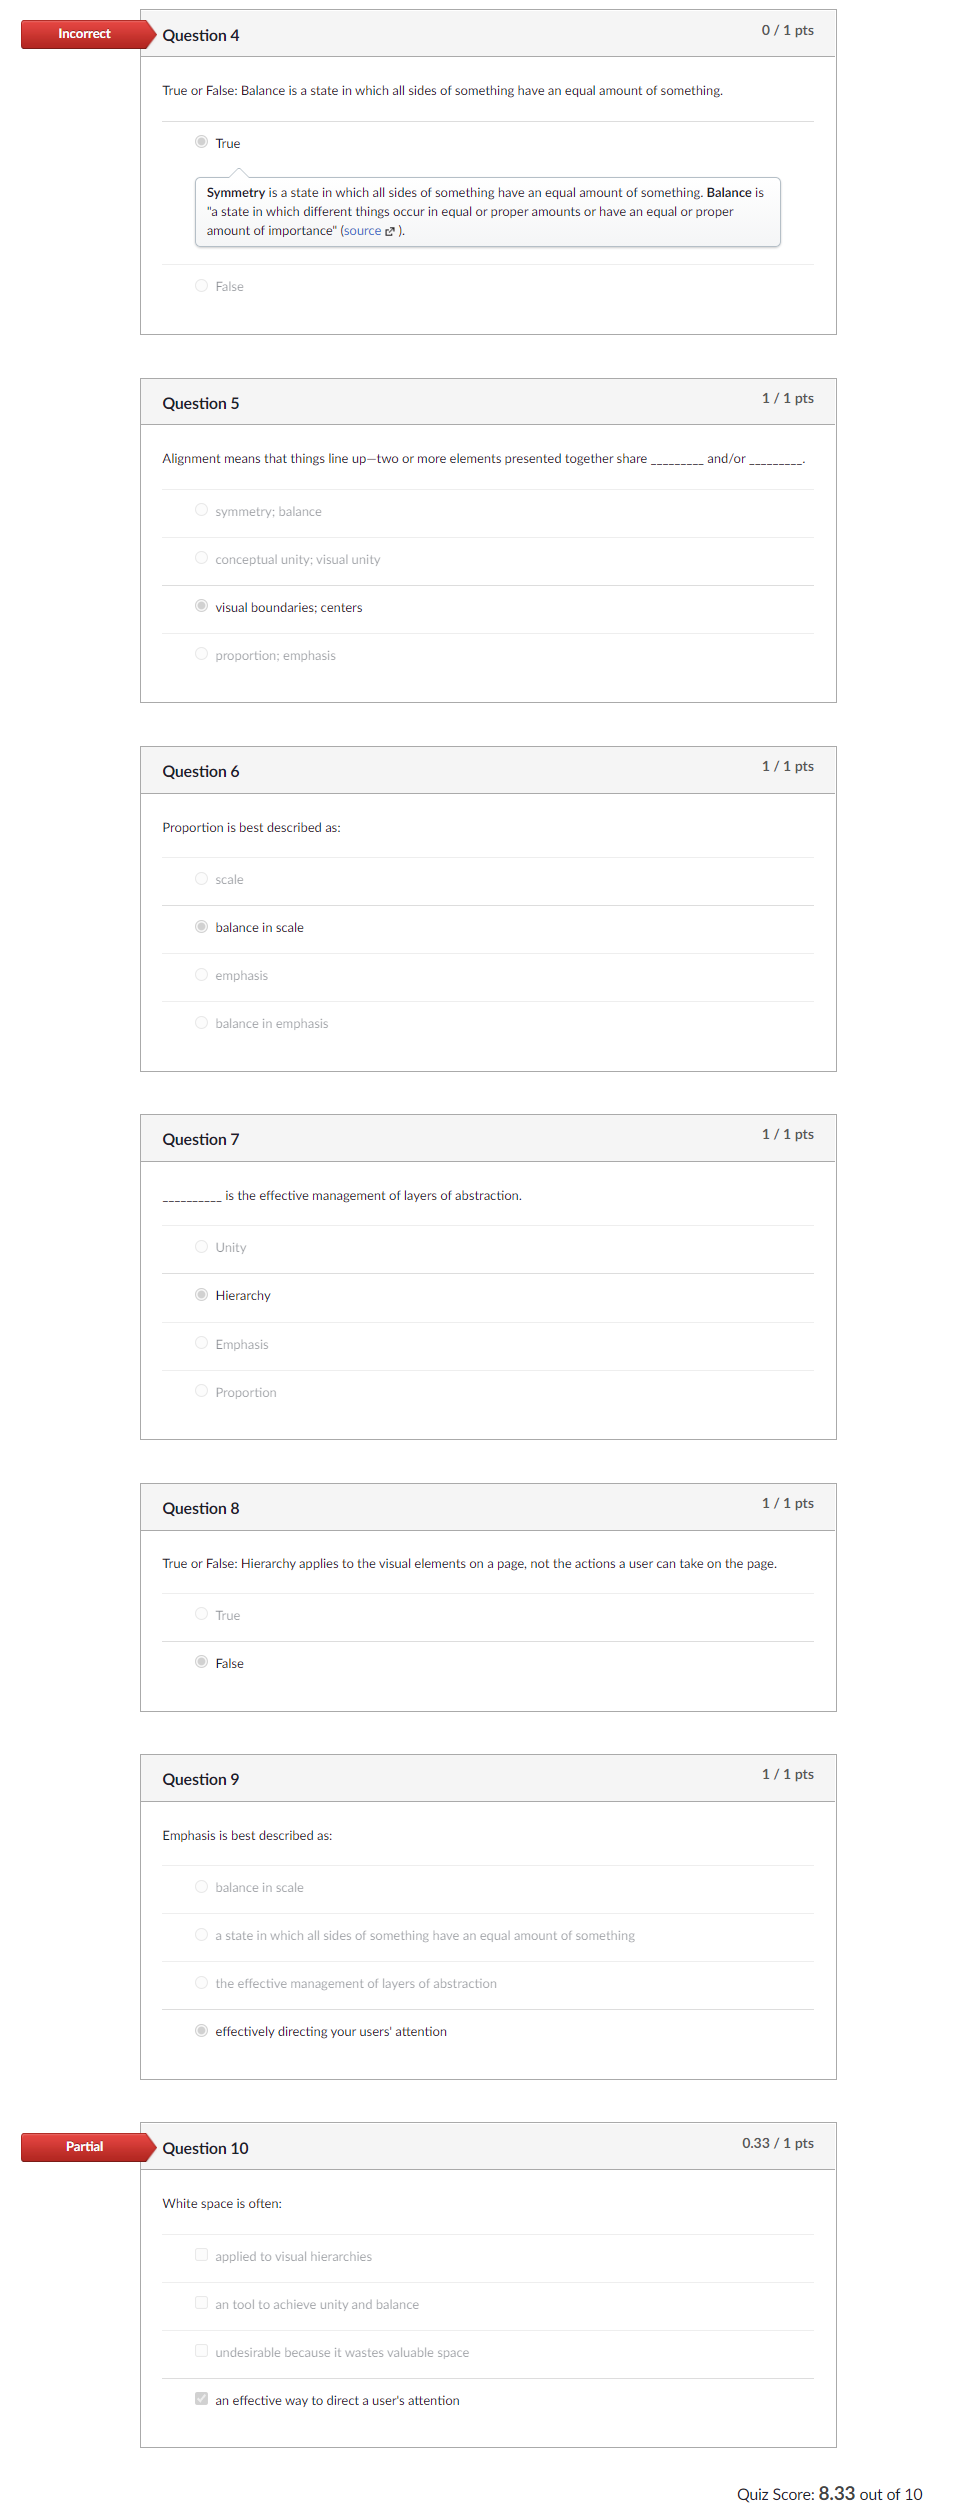 Incorrect
Question 4
0 / 1 pts
True or False: Balance is a state in which all sides of something have an equal amount of something.
True
Symmetry is a state in which all sides of something have an equal amount of something. Balance is
"a state in which different things occur in equal or proper amounts or have an equal or proper
amount of importance" (source ).
False
Question 5
1 / 1 pts
Alignment means that things line up—two or more elements presented together share _________ and/or _________.
symmetry; balance
conceptual unity; visual unity
visual boundaries; centers
proportion; emphasis
Question 6
1 / 1 pts
Proportion is best described as:
scale
balance in scale
emphasis
balance in emphasis
Question 7
1 / 1 pts
__________ is the effective management of layers of abstraction.
Unity
Hierarchy
Emphasis
Proportion
Question 8
1 / 1 pts
True or False: Hierarchy applies to the visual elements on a page, not the actions a user can take on the page.
True
False
Question 9
1 / 1 pts
Emphasis is best described as:
balance in scale
a state in which all sides of something have an equal amount of something
the effective management of layers of abstraction
effectively directing your users' attention
Partial
Question 10
0.33 / 1 pts
White space is often:
applied to visual hierarchies
an tool to achieve unity and balance
undesirable because it wastes valuable space
an effective way to direct a user's attention
Quiz Score: 8.33 out of 10